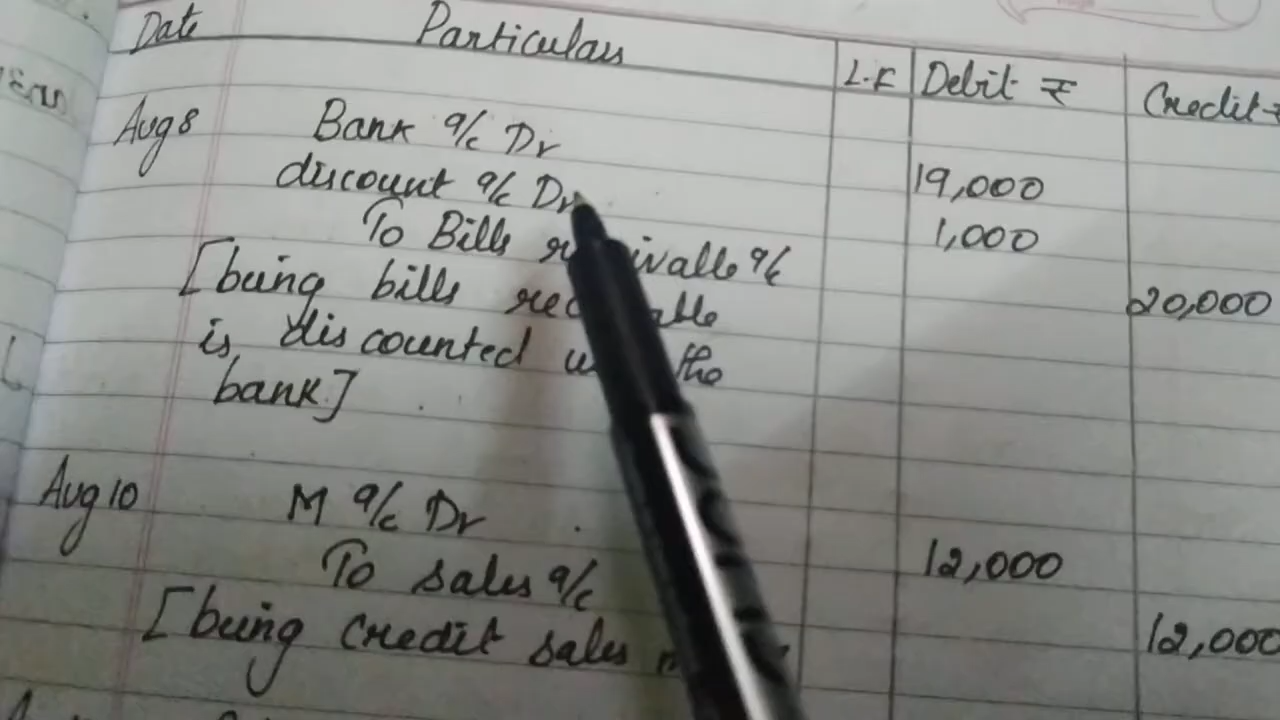 Date Particulars L.F Debit ₹ Credit ₹
Aug 8 Bank a/c Dr 19,000
discount a/c Dr 1,000
To Bills a/c 20,000
[being bills
is discounted the
bank]
Aug 10 M a/c Dr 12,000
To sales a/c 12,000
[being credit sales